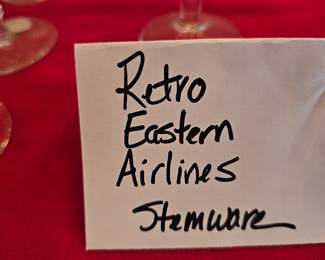 Retro
Eastern
Airlines
Stemware